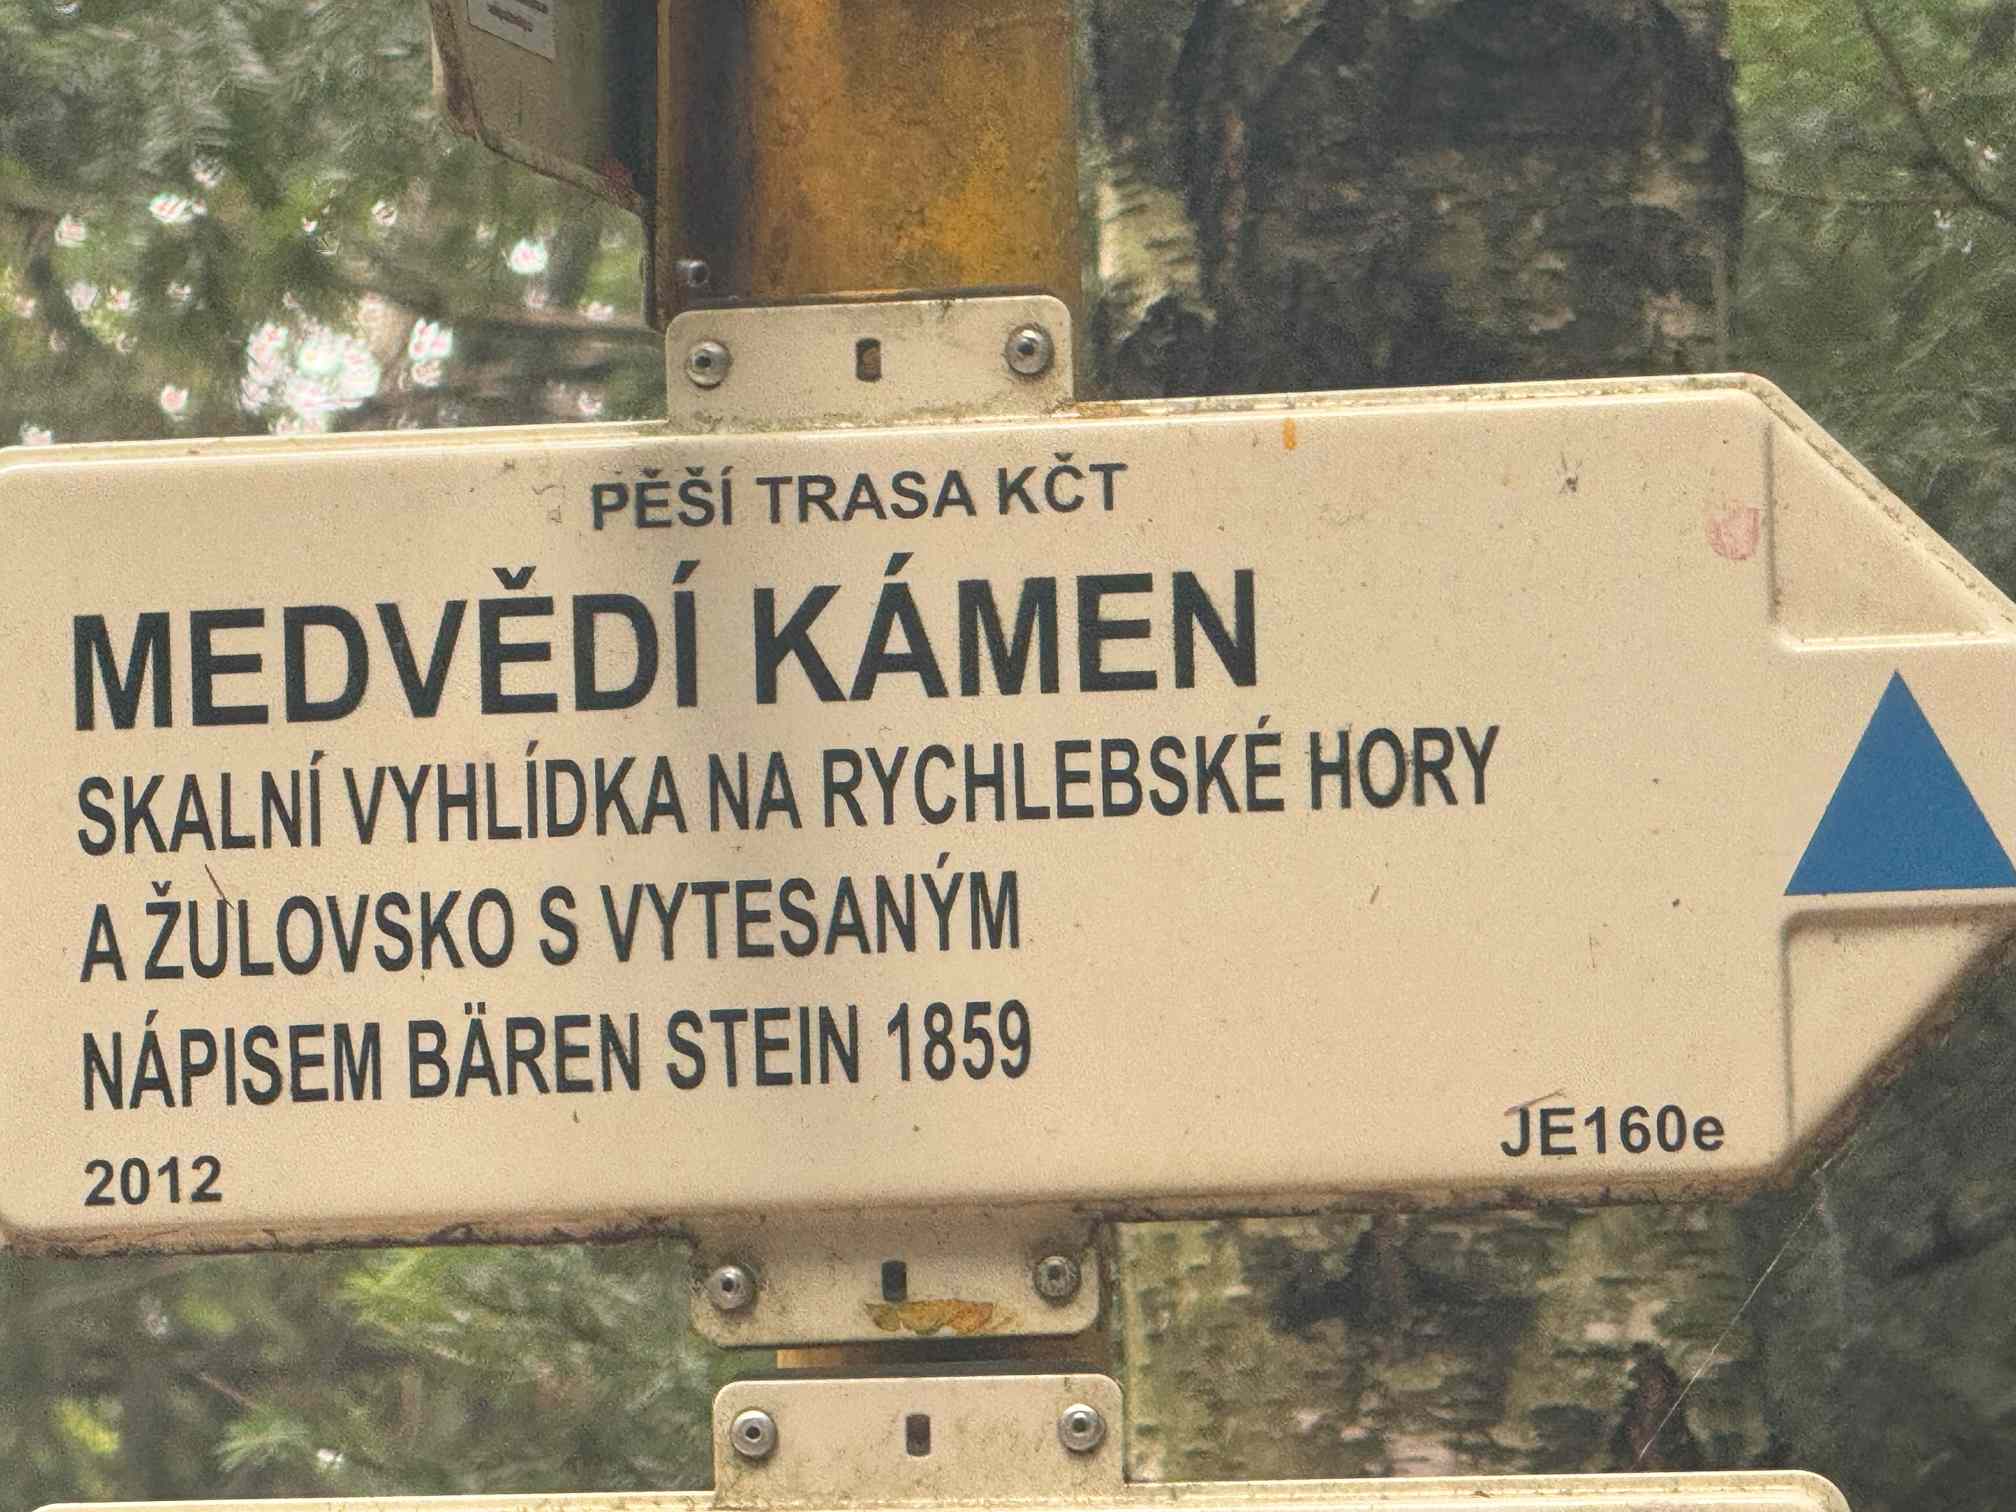 PĚŠÍ TRASA KČT
MEDVĚDÍ KÁMEN
SKALNÍ VYHLÍDKA NA RYCHLEBSKÉ HORY
A ŽULOVSKO S VYTESANÝM
NÁPISEM BÄREN STEIN 1859
2012
JE160e